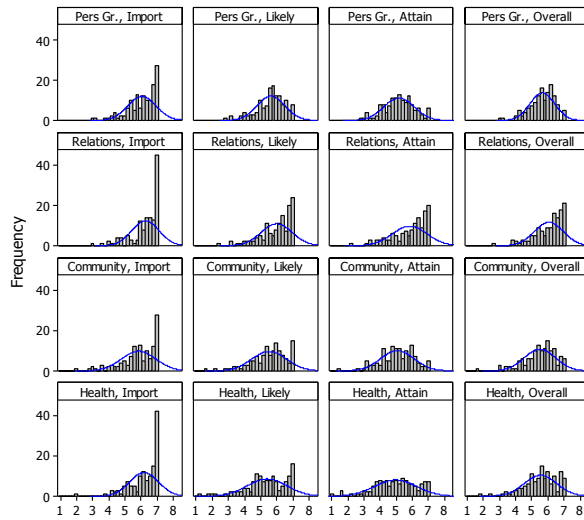 Pers Gr., Import Pers Gr., Likely Pers Gr., Attain Pers Gr., Overall
40
20
0
Relations, Import Relations, Likely Relations, Attain Relations, Overall
40
20
0
Frequency
Community, Import Community, Likely Community, Attain Community, Overall
40
20
0
Health, Import Health, Likely Health, Attain Health, Overall
40
20
0
1 2 3 4 5 6 7 8 1 2 3 4 5 6 7 8 1 2 3 4 5 6 7 8 1 2 3 4 5 6 7 8